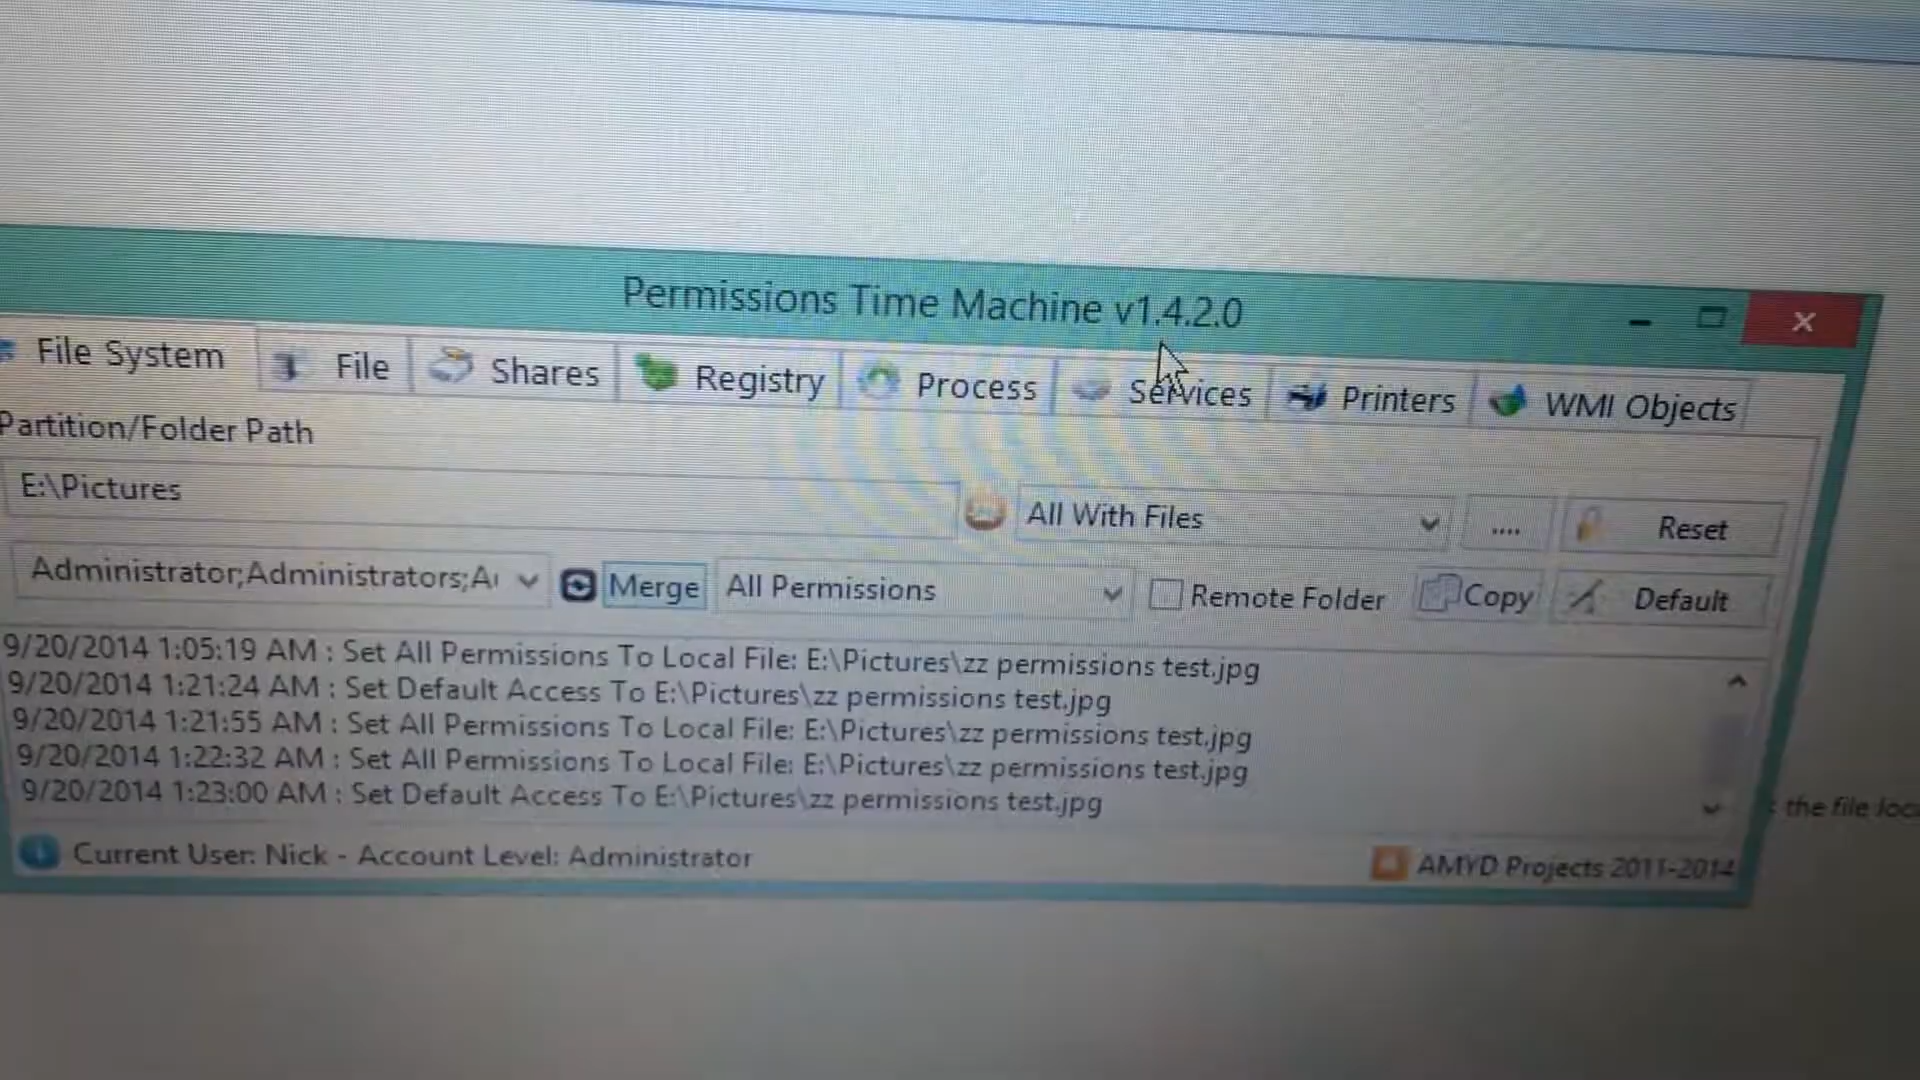 Permissions Time Machine v1.4.2.0
File System File Shares Registry Process Services Printers WMI Objects
Partition/Folder Path
E:\Pictures All With Files .... Reset
Administrator;Administrators; Merge All Permissions Remote Folder Copy Default
9/20/2014 1:05:19 AM : Set All Permissions To Local File: E:\Pictures\zz permissions test.jpg
9/20/2014 1:21:24 AM : Set Default Access To E:\Pictures\zz permissions test.jpg
9/20/2014 1:21:55 AM : Set All Permissions To Local File: E:\Pictures\zz permissions test.jpg
9/20/2014 1:22:32 AM : Set All Permissions To Local File: E:\Pictures\zz permissions test.jpg
9/20/2014 1:23:00 AM : Set Default Access To E:\Pictures\zz permissions test.jpg
the file
Current User: Nick - Account Level: Administrator AMYD Projects 2011-2014